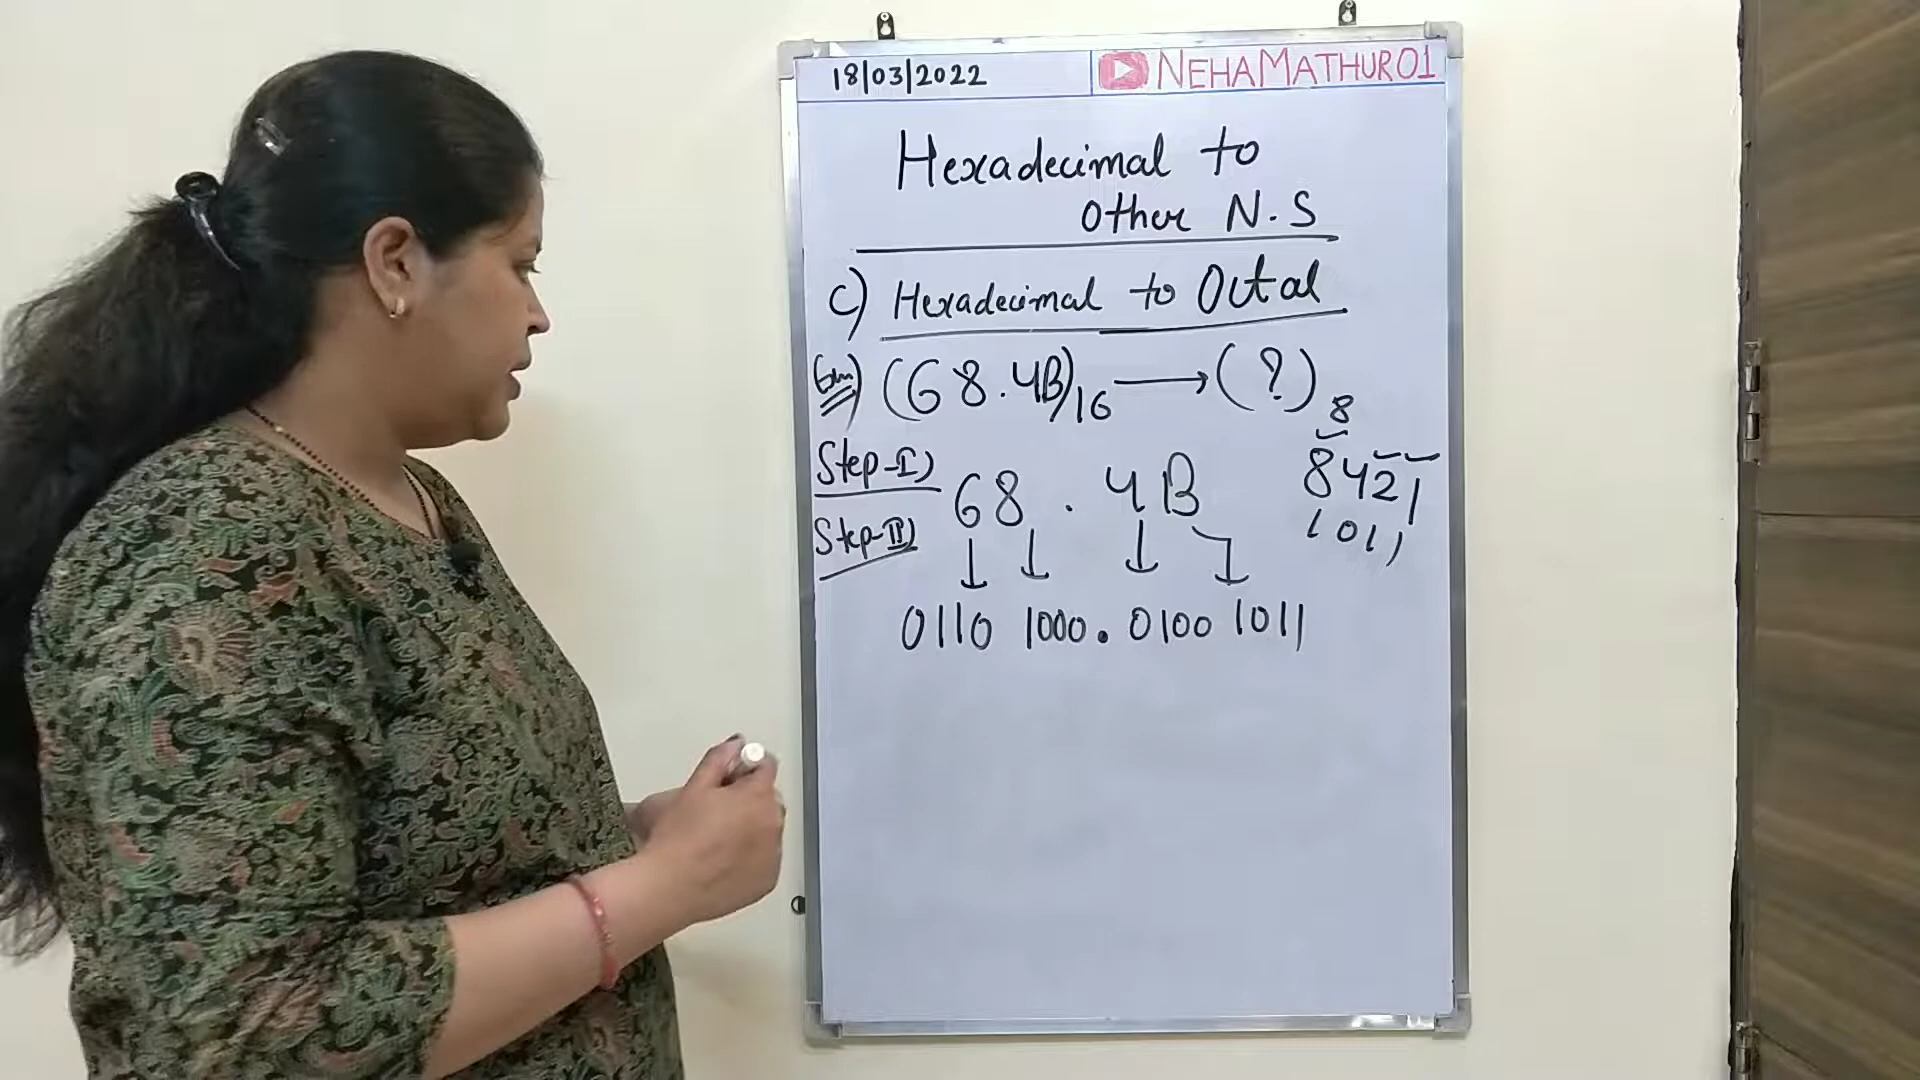 18/03/2022 NEHAMATHUR01
Hexadecimal to
Other N.S
C) Hexadecimal to Octal
Exm) (68.4B)16 → (?)8
Step-I) 68 . 4B
8421
Step-II)
1011
0110 1000 . 0100 1011